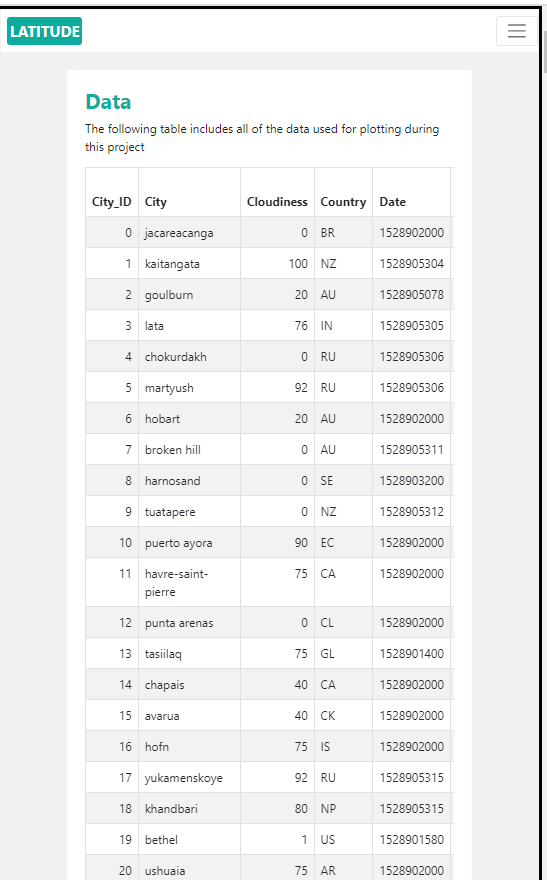 LATITUDE
Data
The following table includes all of the data used for plotting during
this project
City_ID City Cloudiness Country Date
0 jacareacanga 0 BR 1528902000
1 kaitangata 100 NZ 1528905304
2 goulburn 20 AU 1528905078
3 lata 76 IN 1528905305
4 chokurdakh 0 RU 1528905306
5 martyush 92 RU 1528905306
6 hobart 20 AU 1528902000
7 broken hill 0 AU 1528905311
8 harnosand 0 SE 1528903200
9 tuatapere 0 NZ 1528905312
10 puerto ayora 90 EC 1528902000
11 havre-saint- 75 CA 1528902000
pierre
12 punta arenas 0 CL 1528902000
13 tasiilaq 75 GL 1528901400
14 chapais 40 CA 1528902000
15 avarua 40 CK 1528902000
16 hofn 75 IS 1528902000
17 yukamenskoye 92 RU 1528905315
18 khandbari 80 NP 1528905315
19 bethel 1 US 1528901580
20 ushuaia 75 AR 1528902000